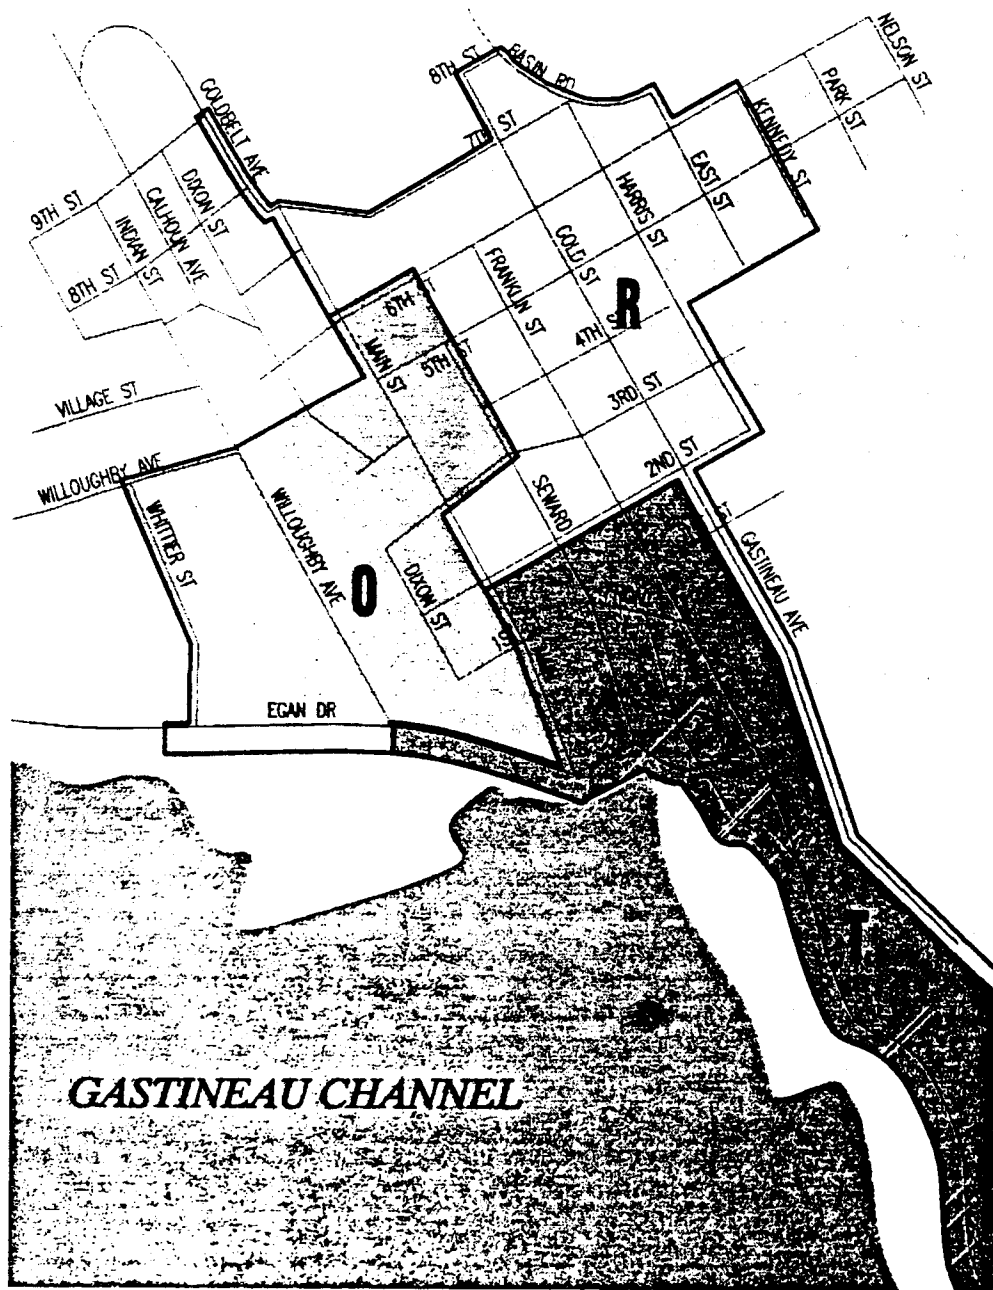 NELSON ST
8TH ST
BASIN RD
PARK ST
GOLDBELT AVE
KENNEDY ST
7TH ST
EAST ST
DIXON ST
HARRIS ST
9TH ST
CALHOUN AVE
INDIAN ST
GOLD ST
FRANKLIN ST
8TH ST
6TH ST
R
4TH S
MAIN ST
5TH ST
VILLAGE ST
3RD ST
2ND ST
WILLOUGHBY AVE
SEWARD
WHITTIER ST
WILLOUGHBY AVE
GASTINEAU AVE
O
DIXON ST
EGAN DR
T
GASTINEAU CHANNEL